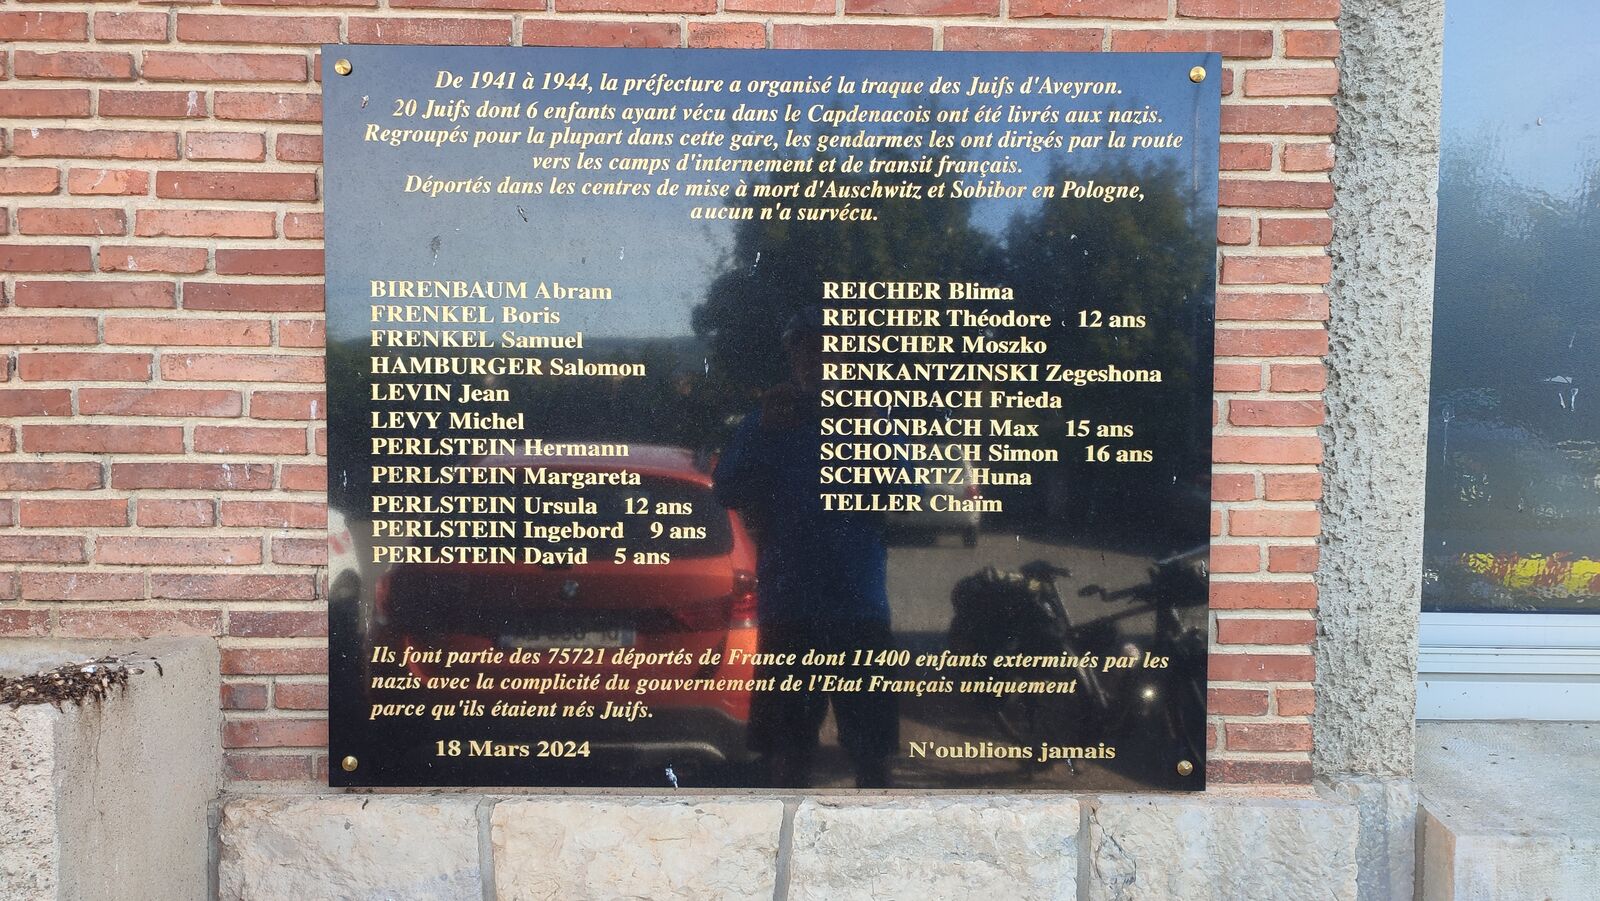 De 1941 à 1944, la préfecture a organisé la traque des Juifs d'Aveyron.
20 Juifs dont 6 enfants ayant vécu dans le Capdenacois ont été livrés aux nazis.
Regroupés pour la plupart dans cette gare, les gendarmes les ont dirigés par la route
vers les camps d'internement et de transit français.
Déportés dans les centres de mise à mort d'Auschwitz et Sobibor en Pologne,
aucun n'a survécu.
BIRENBAUM Abram
FRENKEL Boris
FRENKEL Samuel
HAMBURGER Salomon
LEVIN Jean
LEVY Michel
PERLSTEIN Hermann
PERLSTEIN Margareta
PERLSTEIN Ursula 12 ans
PERLSTEIN Ingebord 9 ans
PERLSTEIN David 5 ans
REICHER Blima
REICHER Théodore 12 ans
REISCHER Moszko
RENKANTZINSKI Zegeshona
SCHONBACH Frieda
SCHONBACH Max 15 ans
SCHONBACH Simon 16 ans
SCHWARTZ Huna
TELLER Chaïm
Ils font partie des 75721 déportés de France dont 11400 enfants exterminés par les
nazis avec la complicité du gouvernement de l'Etat Français uniquement
parce qu'ils étaient nés Juifs.
18 Mars 2024
N'oublions jamais